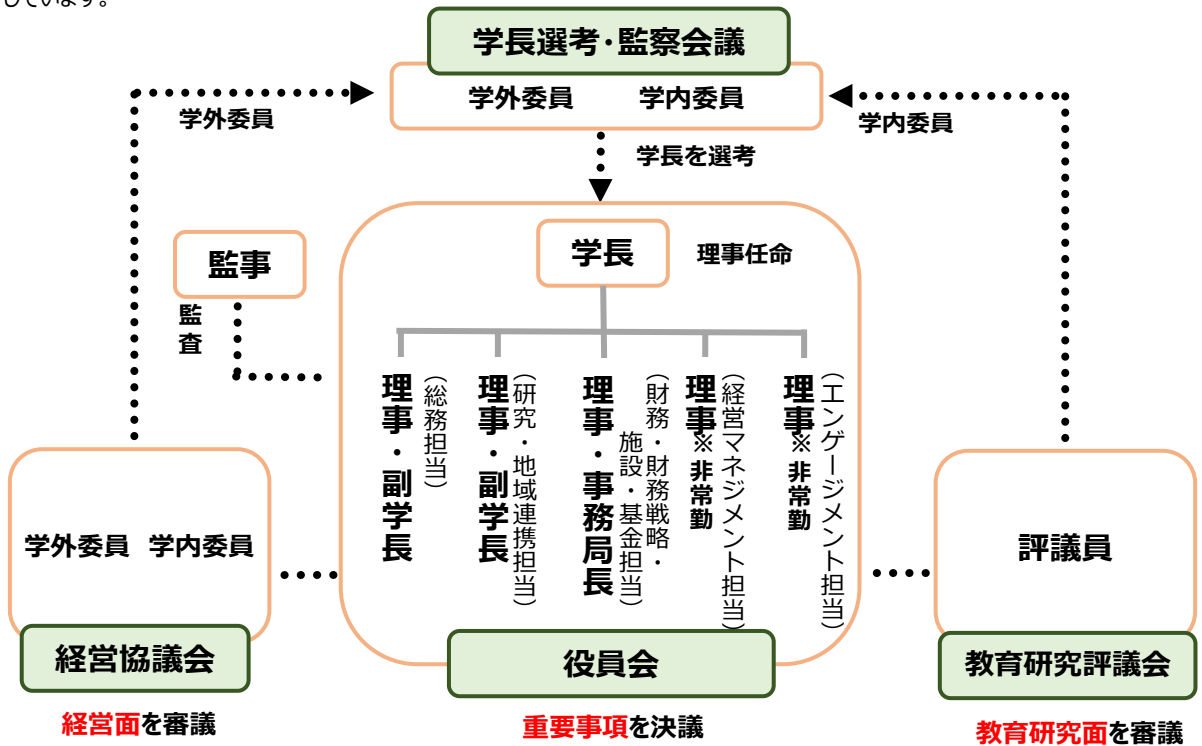 しています。
学長選考・監察会議
学外委員 学内委員
学外委員
学内委員
学長を選考
監事
監査
学長
理事任命
理事・副学長
（総務担当）
理事・副学長
（研究・地域連携担当）
理事・事務局長
（財務・財務戦略・
施設・基金担当）
理事※非常勤
（経営マネジメント担当）
理事※非常勤
（エンゲージメント担当）
学外委員 学内委員
評議員
経営協議会
役員会
教育研究評議会
経営面を審議
重要事項を決議
教育研究面を審議